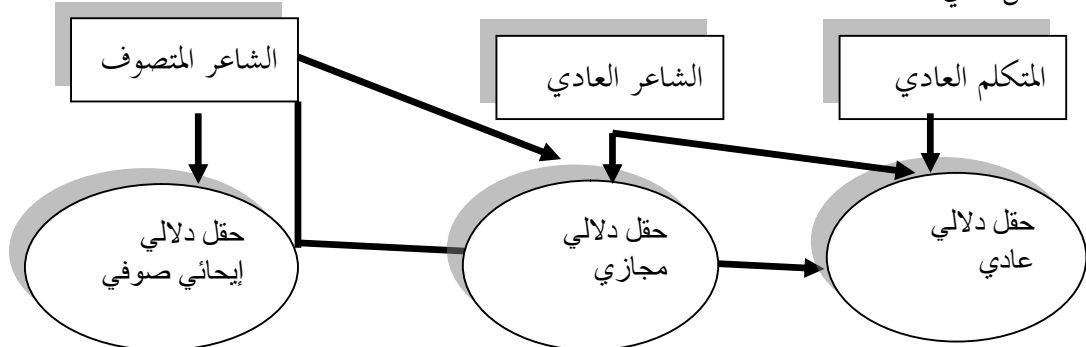 المتكلم العادي
الشاعر العادي
الشاعر المتصوف
حقل دلالي
عادي
حقل دلالي
مجازي
حقل دلالي
إيحائي صوفي